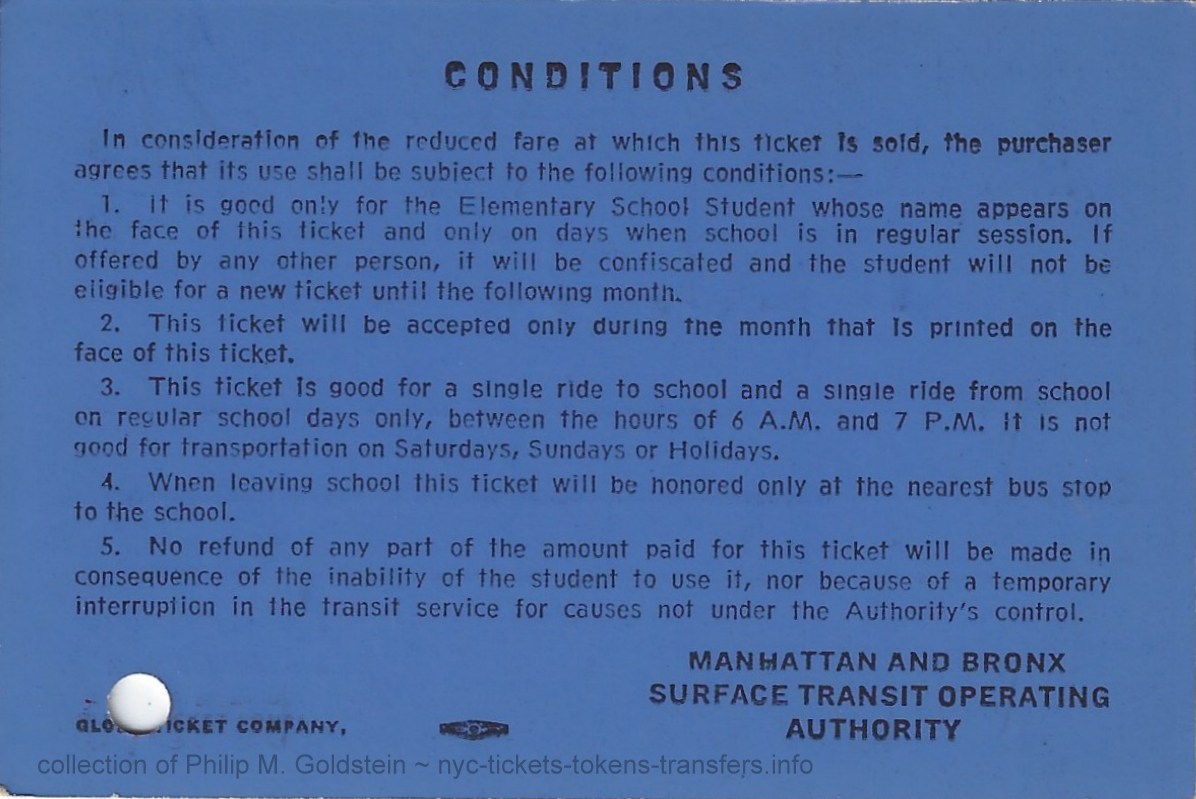 CONDITIONS
In consideration of the reduced fare at which this ticket is sold, the purchaser
agrees that its use shall be subject to the following conditions:—
1. It is good only for the Elementary School Student whose name appears on
the face of this ticket and only on days when school is in regular session. If
offered by any other person, it will be confiscated and the student will not be
eligible for a new ticket until the following month.
2. This ticket will be accepted only during the month that is printed on the
face of this ticket.
3. This ticket is good for a single ride to school and a single ride from school
on regular school days only, between the hours of 6 A.M. and 7 P.M. It is not
good for transportation on Saturdays, Sundays or Holidays.
4. When leaving school this ticket will be honored only at the nearest bus stop
to the school.
5. No refund of any part of the amount paid for this ticket will be made in
consequence of the inability of the student to use it, nor because of a temporary
interruption in the transit service for causes not under the Authority's control.
MANHATTAN AND BRONX
SURFACE TRANSIT OPERATING
AUTHORITY
TICKET COMPANY,
collection of Philip M. Goldstein ~ nyc-tickets-tokens-transfers.info